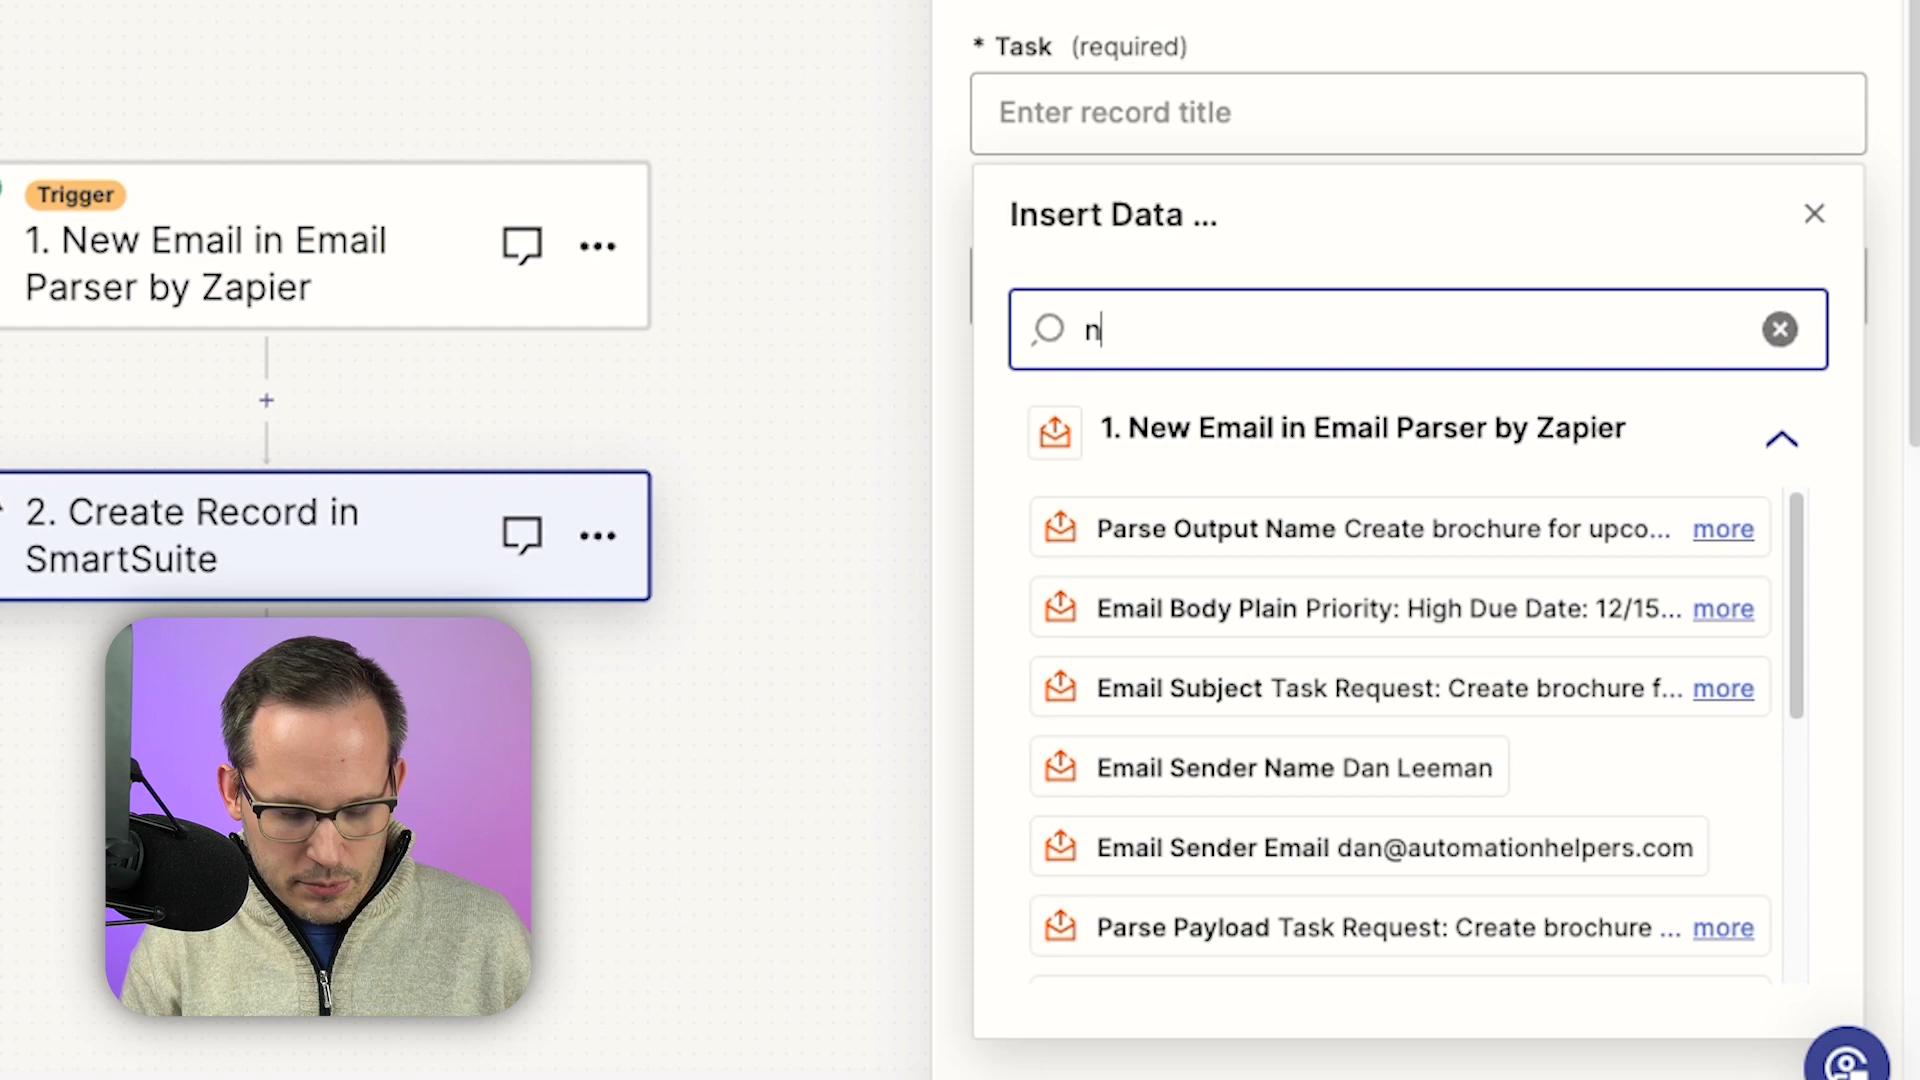 * Task (required)
Enter record title
Trigger
1. New Email in Email
Parser by Zapier
+
2. Create Record in
SmartSuite
Insert Data ...
n
1. New Email in Email Parser by Zapier
Parse Output Name Create brochure for upco... more
Email Body Plain Priority: High Due Date: 12/15... more
Email Subject Task Request: Create brochure f... more
Email Sender Name Dan Leeman
Email Sender Email dan@automationhelpers.com
Parse Payload Task Request: Create brochure ... more